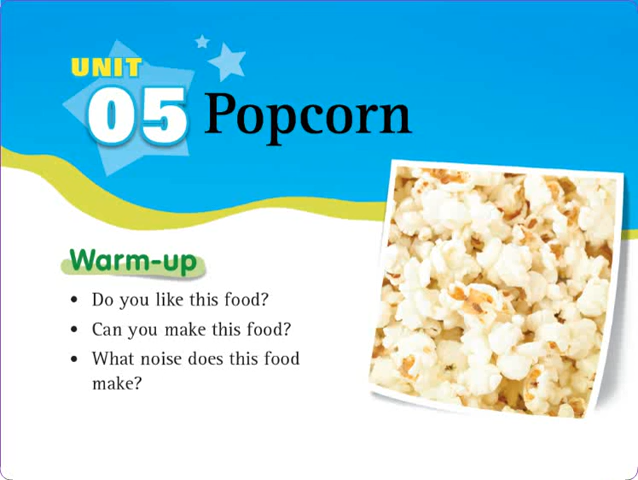 UNIT
05 Popcorn
Warm-up
• Do you like this food?
• Can you make this food?
• What noise does this food
make?